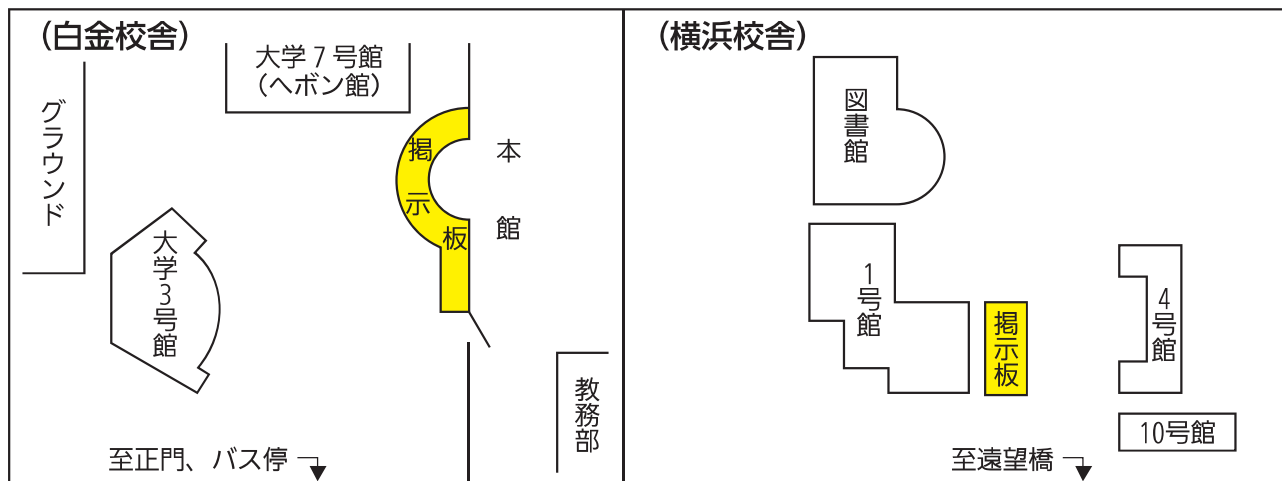 (白金校舎)
大学７号館
(ヘボン館)
グラウンド
掲示板
本館
大学3号館
教務部
至正門、バス停
(横浜校舎)
図書館
1号館
掲示板
4号館
10号館
至遠望橋